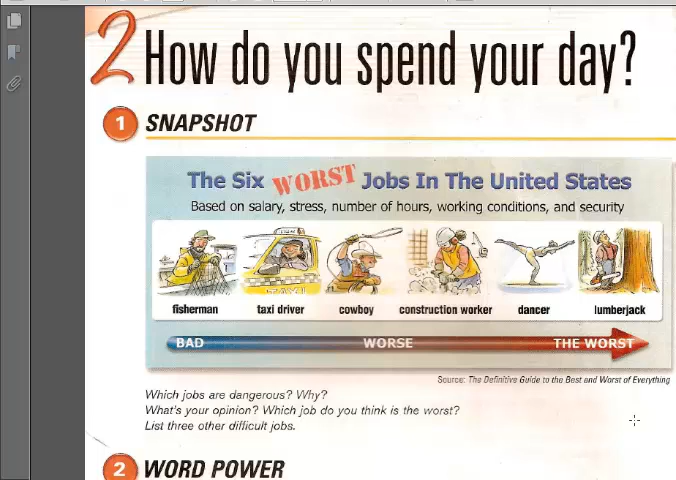 2 How do you spend your day?
1 SNAPSHOT
The Six WORST Jobs In The United States
Based on salary, stress, number of hours, working conditions, and security
TAXI
fisherman taxi driver cowboy construction worker dancer lumberjack
BAD WORSE THE WORST
Source: The Definitive Guide to the Best and Worst of Everything
Which jobs are dangerous? Why?
What's your opinion? Which job do you think is the worst?
List three other difficult jobs.
2 WORD POWER